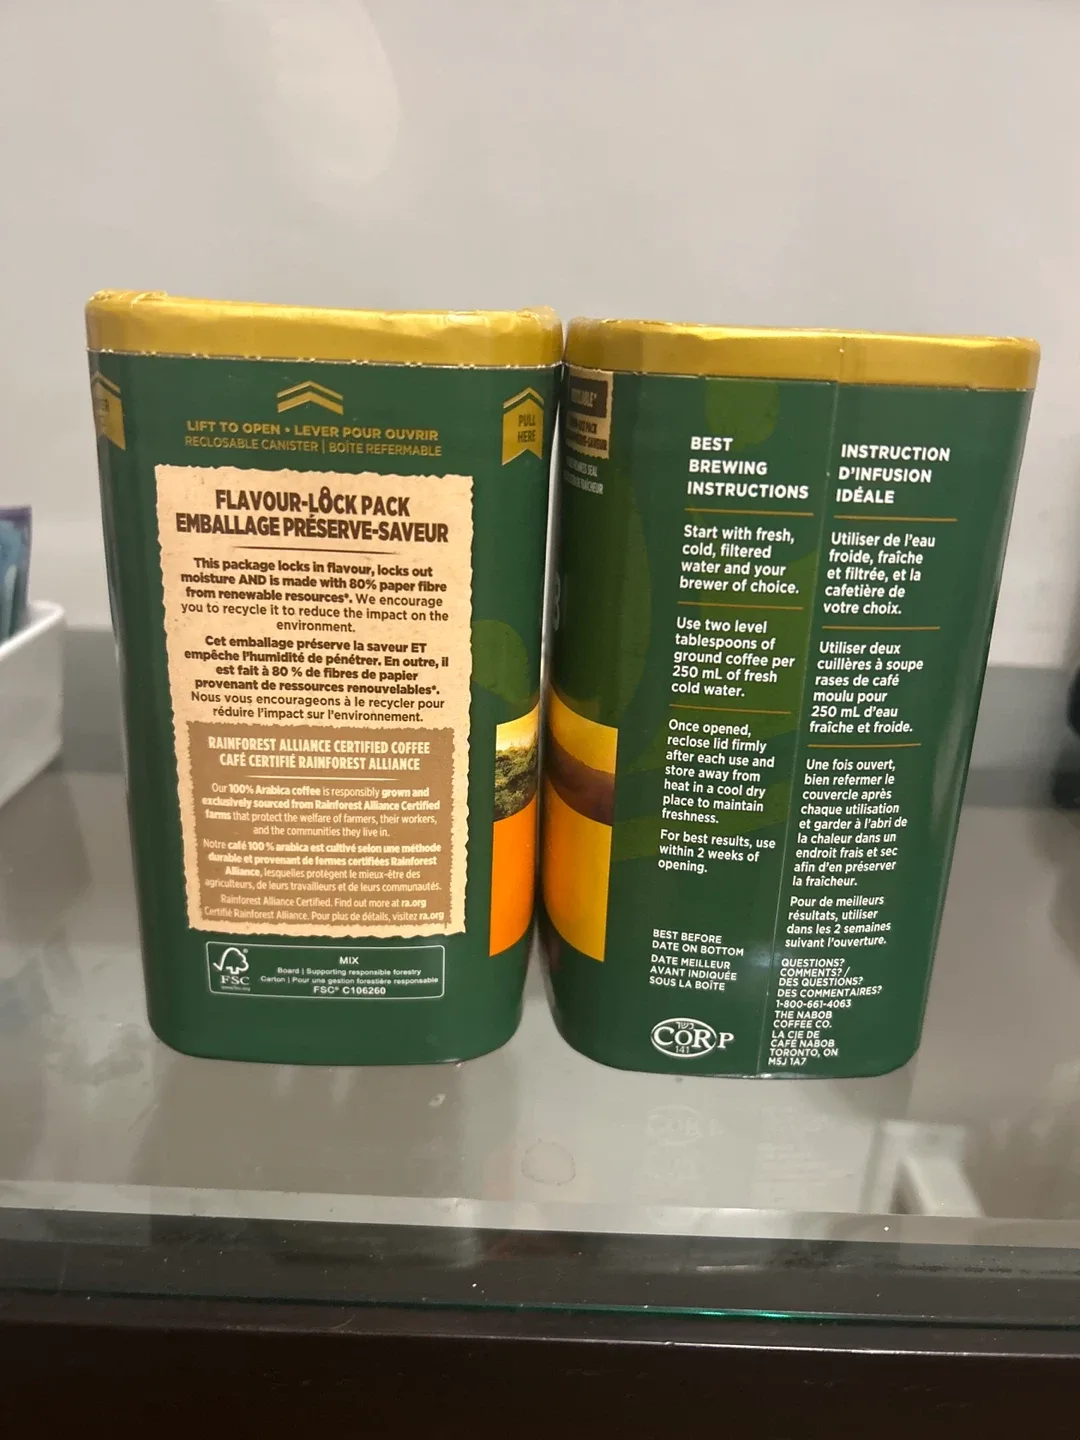 LIFT TO OPEN • LEVER POUR OUVRIR
RECLOSABLE CANISTER | BOÎTE REFERMABLE
PULL
HERE
FLAVOUR-LOCK PACK
EMBALLAGE PRÉSERVE-SAVEUR
This package locks in flavour, locks out
moisture AND is made with 80% paper fibre
from renewable resources*. We encourage
you to recycle it to reduce the impact on the
environment.
Cet emballage préserve la saveur ET
empêche l'humidité de pénétrer. En outre, il
est fait à 80 % de fibres de papier
provenant de ressources renouvelables*.
Nous vous encourageons à le recycler pour
réduire l'impact sur l'environnement.
RAINFOREST ALLIANCE CERTIFIED COFFEE
CAFÉ CERTIFIÉ RAINFOREST ALLIANCE
Our 100% Arabica coffee is responsibly grown and
exclusively sourced from Rainforest Alliance Certified
farms that protect the welfare of farmers, their workers,
and the communities they live in.
Notre café 100 % arabica est cultivé selon une méthode
durable et provenant de fermes certifiées Rainforest
Alliance, lesquelles protègent le mieux-être des
agriculteurs, de leurs travailleurs et de leurs communautés.
Rainforest Alliance Certified. Find out more at ra.org
Certifié Rainforest Alliance. Pour plus de détails, visitez ra.org
FSC
www.fsc.org
MIX
Board | Supporting responsible forestry
Carton | Pour une gestion forestière responsable
FSC® C106260
BEST
BREWING
INSTRUCTIONS
Start with fresh,
cold, filtered
water and your
brewer of choice.
Use two level
tablespoons of
ground coffee per
250 mL of fresh
cold water.
Once opened,
reclose lid firmly
after each use and
store away from
heat in a cool dry
place to maintain
freshness.
For best results, use
within 2 weeks of
opening.
BEST BEFORE
DATE ON BOTTOM
DATE MEILLEUR
AVANT INDIQUÉE
SOUS LA BOÎTE
כשר
COR P
141
INSTRUCTION
D'INFUSION
IDÉALE
Utiliser de l'eau
froide, fraîche
et filtrée, et la
cafetière de
votre choix.
Utiliser deux
cuillères à soupe
rases de café
moulu pour
250 mL d'eau
fraîche et froide.
Une fois ouvert,
bien refermer le
couvercle après
chaque utilisation
et garder à l'abri de
la chaleur dans un
endroit frais et sec
afin d'en préserver
la fraîcheur.
Pour de meilleurs
résultats, utiliser
dans les 2 semaines
suivant l'ouverture.
QUESTIONS?
COMMENTS? /
DES QUESTIONS?
DES COMMENTAIRES?
1-800-661-4063
THE NABOB
COFFEE CO.
LA CIE DE
CAFÉ NABOB
TORONTO, ON
M5J 1A7